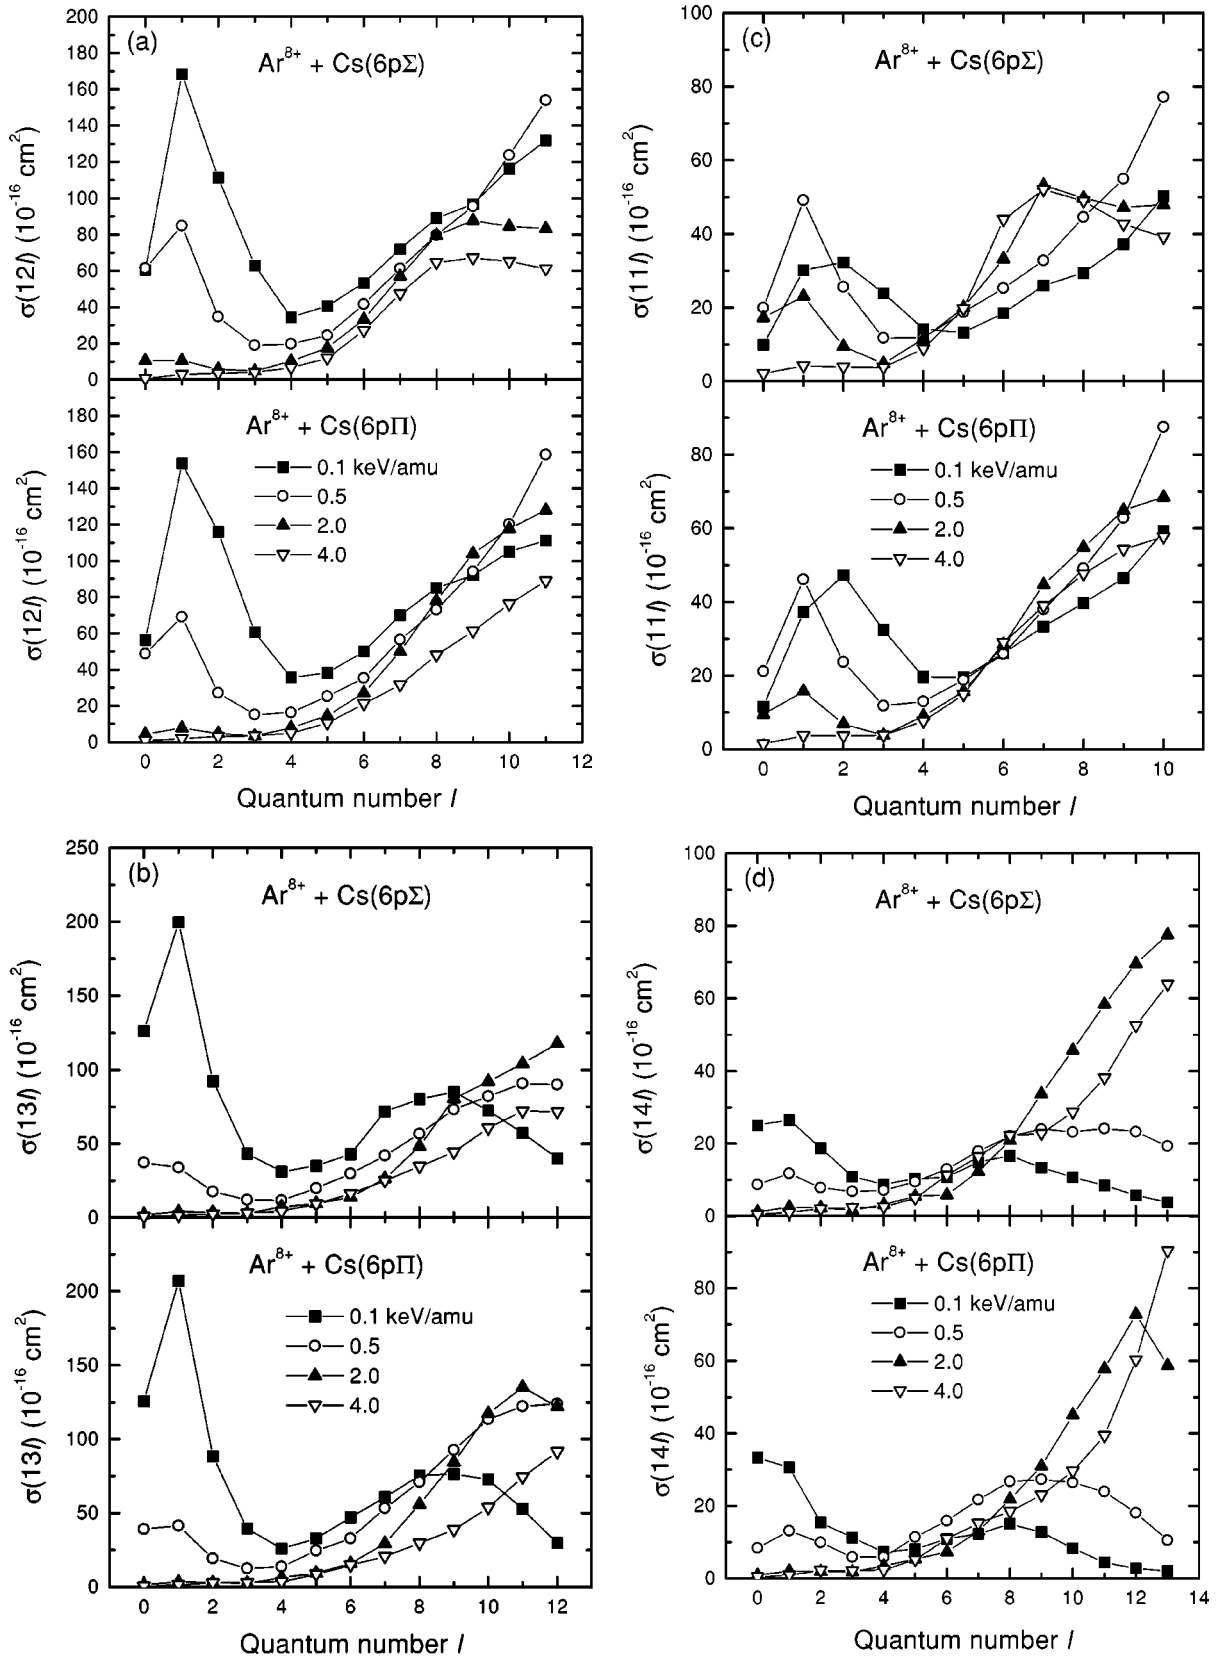 (a)
Ar8+ + Cs(6pΣ)
σ(12l) (10-16 cm2)
200
180
160
140
120
100
80
60
40
20
0
Ar8+ + Cs(6pΠ)
0.1 keV/amu
0.5
2.0
4.0
σ(12l) (10-16 cm2)
180
160
140
120
100
80
60
40
20
0
0 2 4 6 8 10 12
Quantum number l
(c)
Ar8+ + Cs(6pΣ)
σ(11l) (10-16 cm2)
100
80
60
40
20
0
Ar8+ + Cs(6pΠ)
0.1 keV/amu
0.5
2.0
4.0
σ(11l) (10-16 cm2)
80
60
40
20
0
0 2 4 6 8 10
Quantum number l
(b)
Ar8+ + Cs(6pΣ)
σ(13l) (10-16 cm2)
250
200
150
100
50
0
Ar8+ + Cs(6pΠ)
0.1 keV/amu
0.5
2.0
4.0
σ(13l) (10-16 cm2)
200
150
100
50
0
0 2 4 6 8 10 12
Quantum number l
(d)
Ar8+ + Cs(6pΣ)
σ(14l) (10-16 cm2)
100
80
60
40
20
0
Ar8+ + Cs(6pΠ)
0.1 keV/amu
0.5
2.0
4.0
σ(14l) (10-16 cm2)
80
60
40
20
0
0 2 4 6 8 10 12 14
Quantum number l